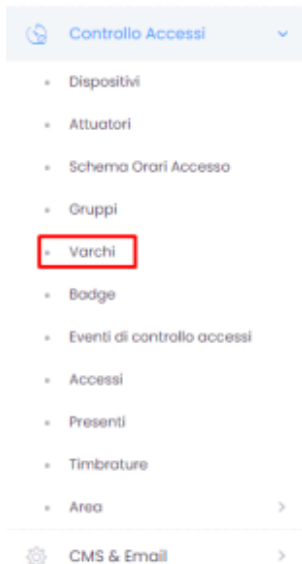 Controllo Accessi
Dispositivi
Attuatori
Schema Orari Accesso
Gruppi
Varchi
Badge
Eventi di controllo accessi
Accessi
Presenti
Timbrature
Area
CMS & Email